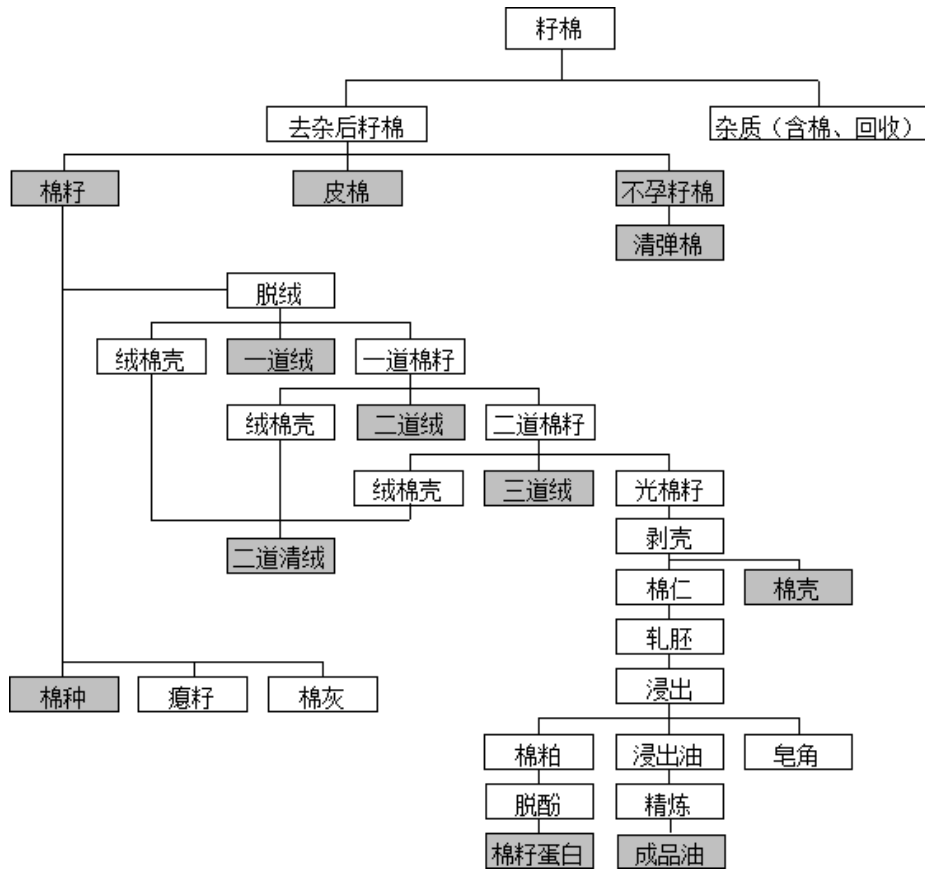 籽棉
去杂后籽棉
杂质（含棉、回收）
棉籽
皮棉
不孕籽棉
清弹棉
脱绒
绒棉壳
一道绒
一道棉籽
绒棉壳
二道绒
二道棉籽
绒棉壳
三道绒
光棉籽
剥壳
二道清绒
棉仁
棉壳
轧胚
浸出
棉种
瘪籽
棉灰
棉粕
浸出油
皂角
脱酚
精炼
棉籽蛋白
成品油